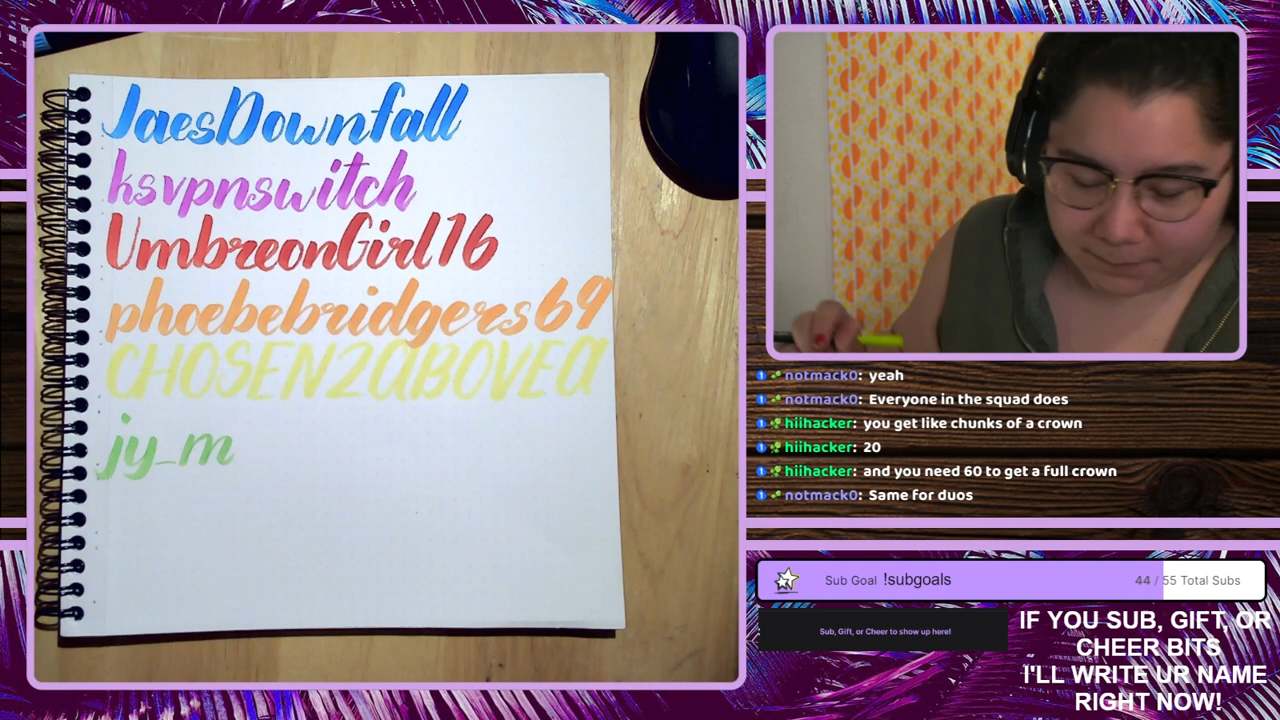 JaesDownfall
ksvpnswitch
UmbreonGirl16
phoebebridgers69
CHOSEN2ABOVEA
jy_m
notmack0: yeah
notmack0: Everyone in the squad does
hiihacker: you get like chunks of a crown
hiihacker: 20
hiihacker: and you need 60 to get a full crown
notmack0: Same for duos
Sub Goal !subgoals 44 / 55 Total Subs
Sub, Gift, or Cheer to show up here!
IF YOU SUB, GIFT, OR
CHEER BITS
I'LL WRITE UR NAME
RIGHT NOW!